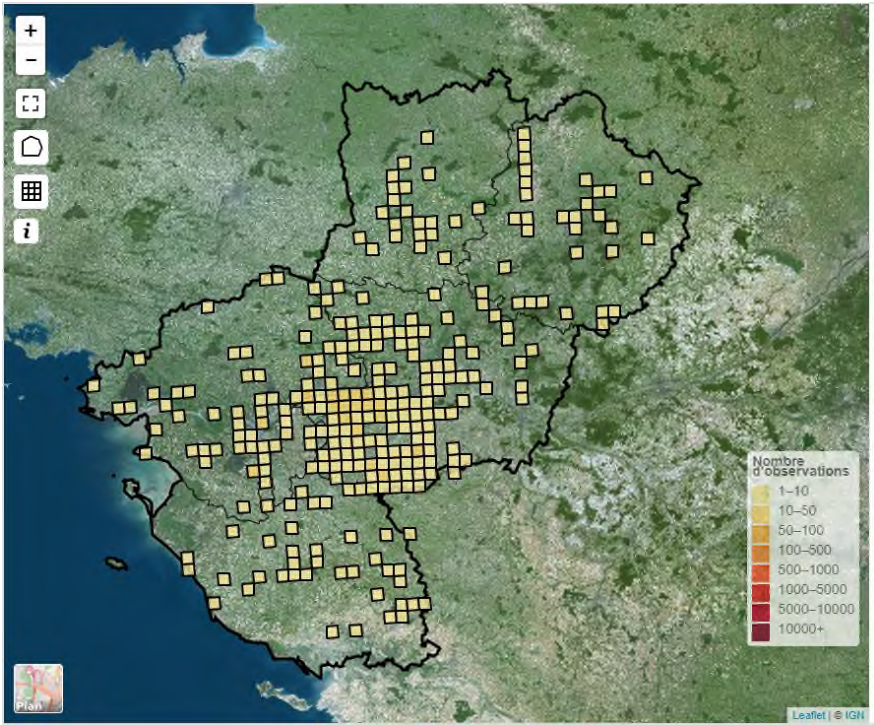 +
−
i
Nombre
d'observations
1–10
10–50
50–100
100–500
500–1000
1000–5000
5000–10000
10000+
Plan
Leaflet | © IGN